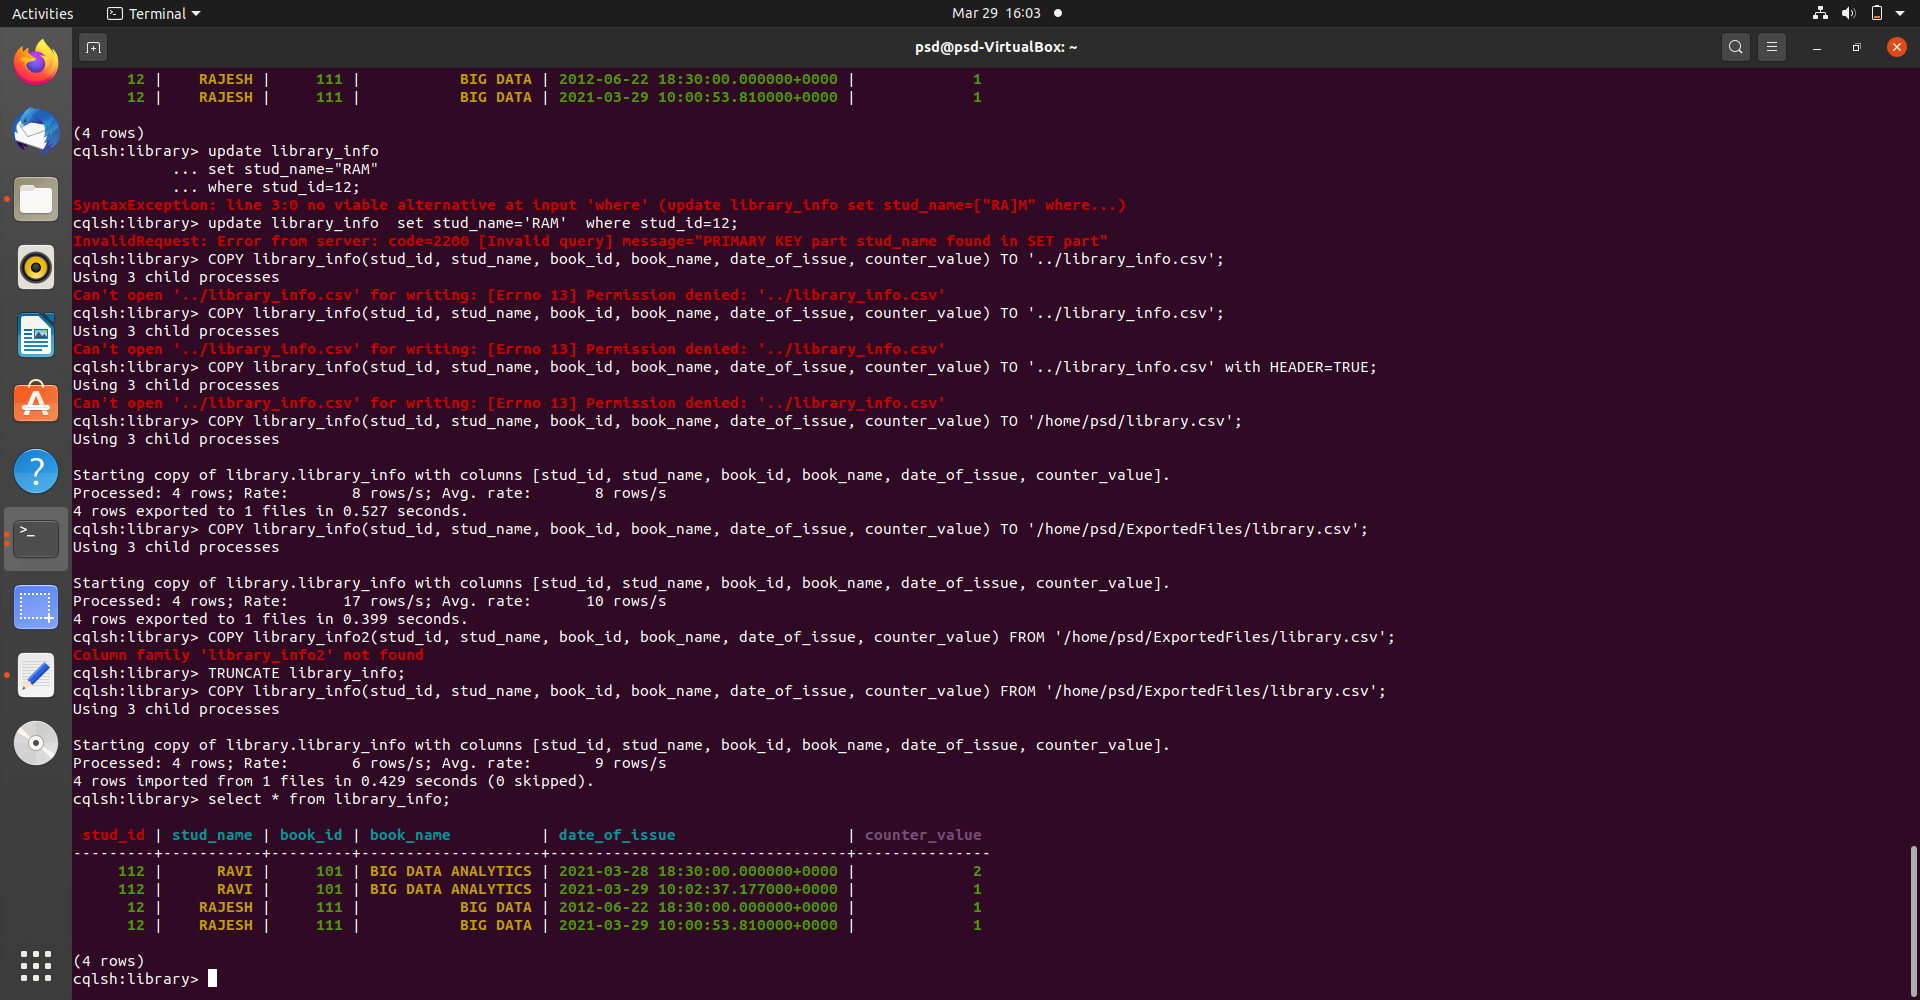 Activities Terminal Mar 29 16:03
psd@psd-VirtualBox: ~
12 | RAJESH | 111 | BIG DATA | 2012-06-22 18:30:00.000000+0000 | 1
12 | RAJESH | 111 | BIG DATA | 2021-03-29 10:00:53.810000+0000 | 1
(4 rows)
cqlsh:library> update library_info
... set stud_name="RAM"
... where stud_id=12;
SyntaxException: line 3:0 no viable alternative at input 'where' (update library_info set stud_name=["RA]M" where...)
cqlsh:library> update library_info  set stud_name='RAM'  where stud_id=12;
InvalidRequest: Error from server: code=2200 [Invalid query] message="PRIMARY KEY part stud_name found in SET part"
cqlsh:library> COPY library_info(stud_id, stud_name, book_id, book_name, date_of_issue, counter_value) TO '../library_info.csv';
Using 3 child processes
Can't open '../library_info.csv' for writing: [Errno 13] Permission denied: '../library_info.csv'
cqlsh:library> COPY library_info(stud_id, stud_name, book_id, book_name, date_of_issue, counter_value) TO '../library_info.csv';
Using 3 child processes
Can't open '../library_info.csv' for writing: [Errno 13] Permission denied: '../library_info.csv'
cqlsh:library> COPY library_info(stud_id, stud_name, book_id, book_name, date_of_issue, counter_value) TO '../library_info.csv' with HEADER=TRUE;
Using 3 child processes
Can't open '../library_info.csv' for writing: [Errno 13] Permission denied: '../library_info.csv'
cqlsh:library> COPY library_info(stud_id, stud_name, book_id, book_name, date_of_issue, counter_value) TO '/home/psd/library.csv';
Using 3 child processes
Starting copy of library.library_info with columns [stud_id, stud_name, book_id, book_name, date_of_issue, counter_value].
Processed: 4 rows; Rate:       8 rows/s; Avg. rate:       8 rows/s
4 rows exported to 1 files in 0.527 seconds.
cqlsh:library> COPY library_info(stud_id, stud_name, book_id, book_name, date_of_issue, counter_value) TO '/home/psd/ExportedFiles/library.csv';
Using 3 child processes
Starting copy of library.library_info with columns [stud_id, stud_name, book_id, book_name, date_of_issue, counter_value].
Processed: 4 rows; Rate:      17 rows/s; Avg. rate:      10 rows/s
4 rows exported to 1 files in 0.399 seconds.
cqlsh:library> COPY library_info2(stud_id, stud_name, book_id, book_name, date_of_issue, counter_value) FROM '/home/psd/ExportedFiles/library.csv';
Column family 'library_info2' not found
cqlsh:library> TRUNCATE library_info;
cqlsh:library> COPY library_info(stud_id, stud_name, book_id, book_name, date_of_issue, counter_value) FROM '/home/psd/ExportedFiles/library.csv';
Using 3 child processes
Starting copy of library.library_info with columns [stud_id, stud_name, book_id, book_name, date_of_issue, counter_value].
Processed: 4 rows; Rate:       6 rows/s; Avg. rate:       9 rows/s
4 rows imported from 1 files in 0.429 seconds (0 skipped).
cqlsh:library> select * from library_info;
stud_id | stud_name | book_id | book_name | date_of_issue | counter_value
---------+-----------+---------+--------------------+---------------------------------+---------------
112 | RAVI | 101 | BIG DATA ANALYTICS | 2021-03-28 18:30:00.000000+0000 | 2
112 | RAVI | 101 | BIG DATA ANALYTICS | 2021-03-29 10:02:37.177000+0000 | 1
12 | RAJESH | 111 | BIG DATA | 2012-06-22 18:30:00.000000+0000 | 1
12 | RAJESH | 111 | BIG DATA | 2021-03-29 10:00:53.810000+0000 | 1
(4 rows)
cqlsh:library>